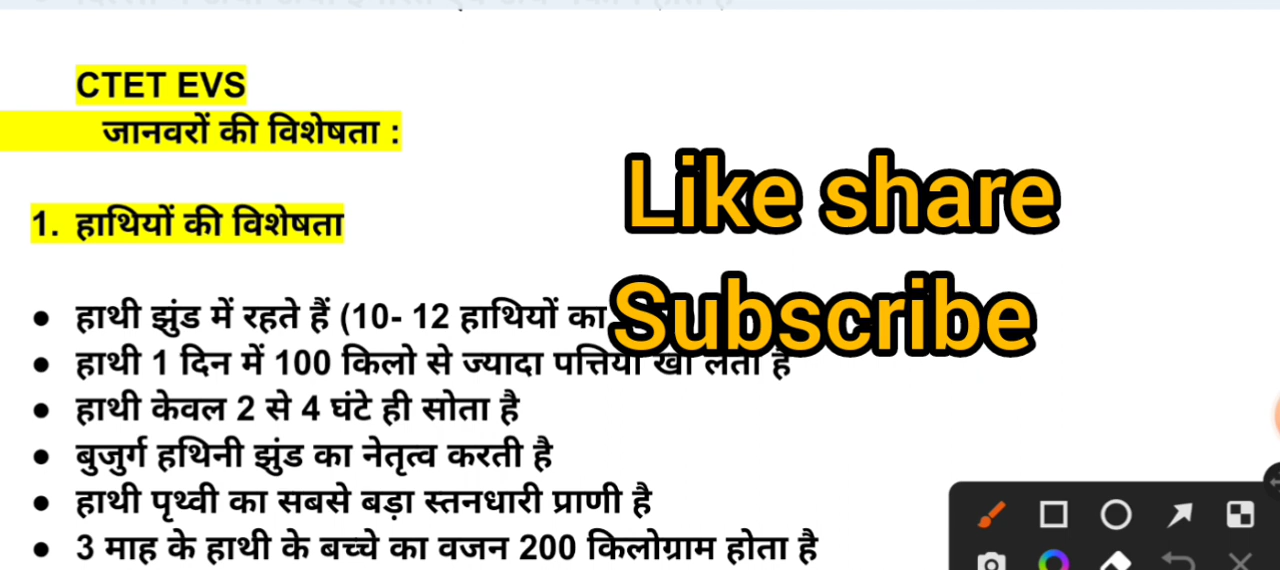 CTET EVS
जानवरों की विशेषता :
1. हाथियों की विशेषता
Like share
Subscribe
• हाथी झुंड में रहते हैं (10- 12 हाथियों का
• हाथी 1 दिन में 100 किलो से ज्यादा पत्तियां खा लेता है
• हाथी केवल 2 से 4 घंटे ही सोता है
• बुजुर्ग हथिनी झुंड का नेतृत्व करती है
• हाथी पृथ्वी का सबसे बड़ा स्तनधारी प्राणी है
• 3 माह के हाथी के बच्चे का वजन 200 किलोग्राम होता है